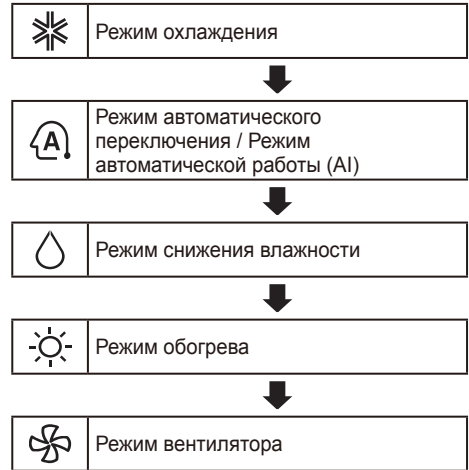 Режим охлаждения
A
Режим автоматического
переключения / Режим
автоматической работы (AI)
Режим снижения влажности
Режим обогрева
Режим вентилятора